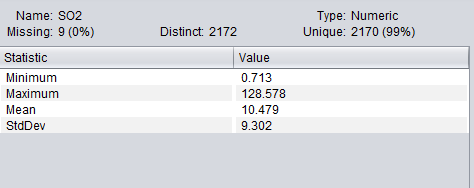 Name: SO2 Type: Numeric
Missing: 9 (0%) Distinct: 2172 Unique: 2170 (99%)
Statistic Value
Minimum 0.713
Maximum 128.578
Mean 10.479
StdDev 9.302